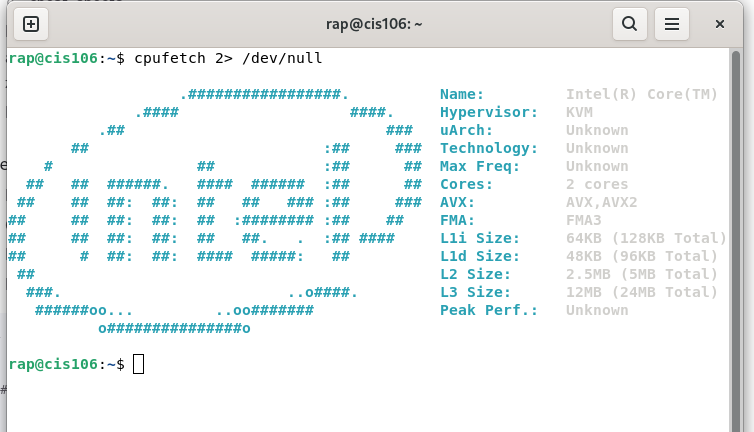 rap@cis106: ~
rap@cis106:~$ cpufetch 2> /dev/null
.#################. Name: Intel(R) Core(TM)
.#### ####. Hypervisor: KVM
.## ### uArch: Unknown
## :## ### Technology: Unknown
# ## :## ## Max Freq: Unknown
## ## ######. #### ###### :## ## Cores: 2 cores
## ## ##: ##: ## ## ### :## ### AVX: AVX,AVX2
## ## ##: ##: ## :######## :## ## FMA: FMA3
## ## ##: ##: ## ##. . :## #### L1i Size: 64KB (128KB Total)
## # ##: ##: #### #####: ## L1d Size: 48KB (96KB Total)
## L2 Size: 2.5MB (5MB Total)
###. ..o####. L3 Size: 12MB (24MB Total)
######oo... ..oo####### Peak Perf.: Unknown
o###############o
rap@cis106:~$